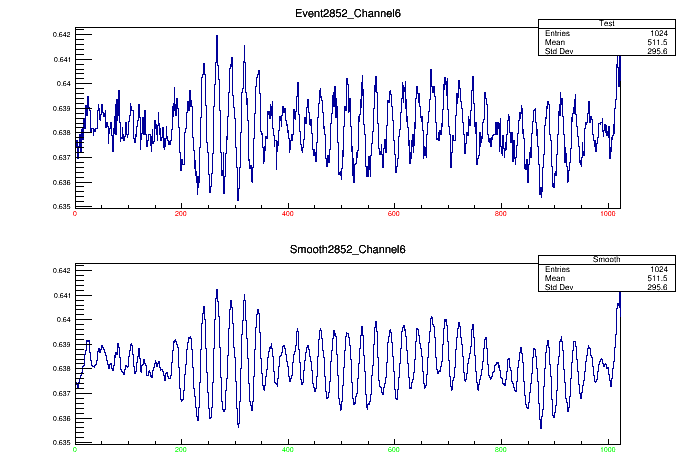 Event2852_Channel6
Test
Entries 1024
Mean 511.5
Std Dev 295.6
0.642
0.641
0.64
0.639
0.638
0.637
0.636
0.635
0 200 400 600 800 1000
Smooth2852_Channel6
Smooth
Entries 1024
Mean 511.5
Std Dev 295.6
0.642
0.641
0.64
0.639
0.638
0.637
0.636
0.635
0 200 400 600 800 1000